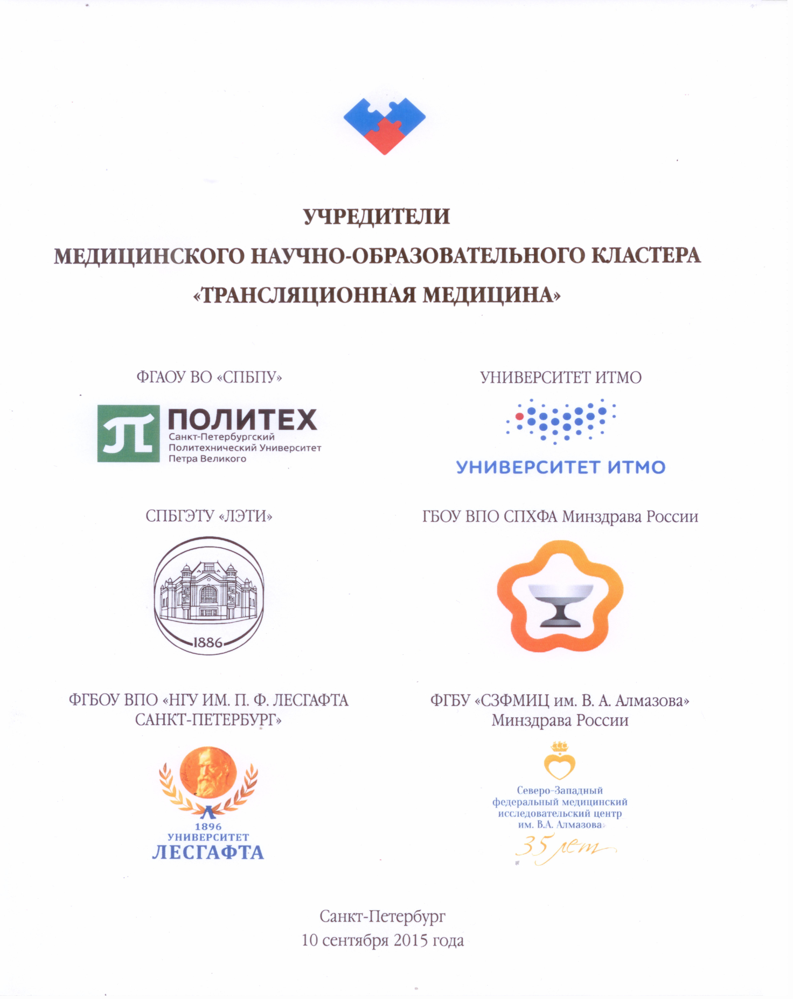 УЧРЕДИТЕЛИ
МЕДИЦИНСКОГО НАУЧНО-ОБРАЗОВАТЕЛЬНОГО КЛАСТЕРА
«ТРАНСЛЯЦИОННАЯ МЕДИЦИНА»
ФГАОУ ВО «СПБПУ»
ПОЛИТЕХ
Санкт-Петербургский
Политехнический Университет
Петра Великого
УНИВЕРСИТЕТ ИТМО
УНИВЕРСИТЕТ ИТМО
СПБГЭТУ «ЛЭТИ»
1886
ГБОУ ВПО СПХФА Минздрава России
ФГБОУ ВПО «НГУ ИМ. П. Ф. ЛЕСГАФТА
САНКТ-ПЕТЕРБУРГ»
1896
УНИВЕРСИТЕТ
ЛЕСГАФТА
ФГБУ «СЗФМИЦ им. В. А. Алмазова»
Минздрава России
Северо-Западный
федеральный медицинский
исследовательский центр
им. В.А. Алмазова
35 лет
Санкт-Петербург
10 сентября 2015 года